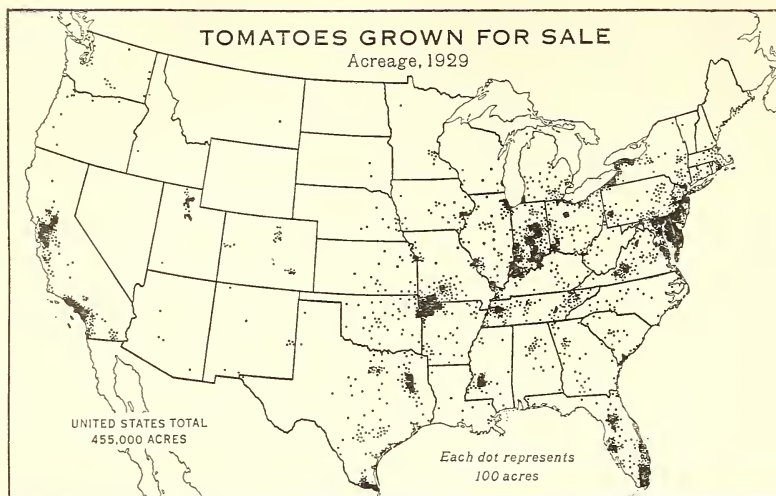 TOMATOES GROWN FOR SALE
Acreage, 1929
UNITED STATES TOTAL
455,000 ACRES
Each dot represents
100 acres